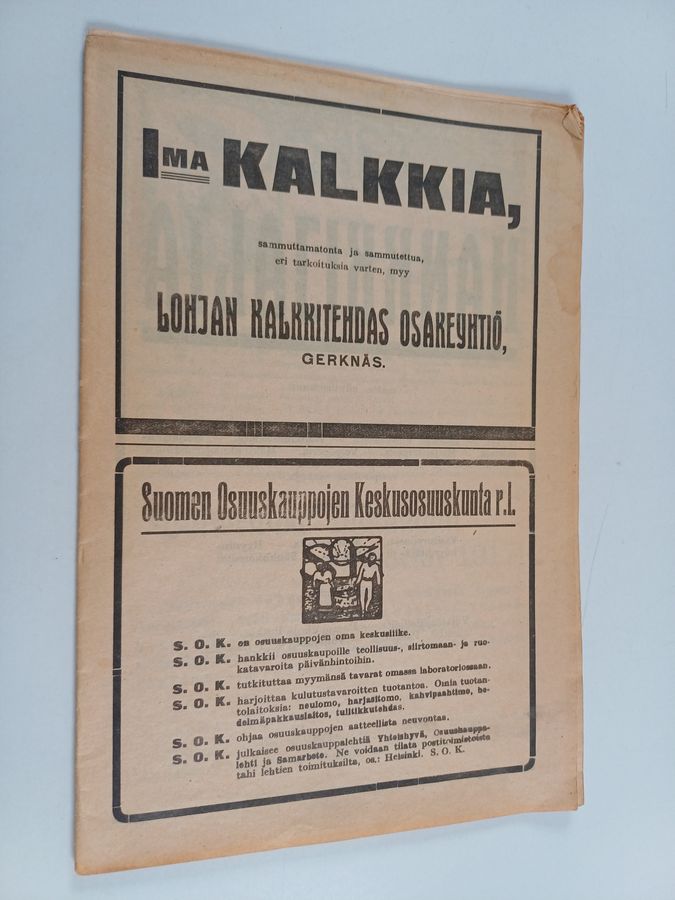 IMA KALKKIA,
sammuttamatonta ja sammutettua,
eri tarkoituksia varten, myy
LOHJAN KALKKITEHDAS OSAKEYHTIÖ,
GERKNÄS.
Suomen Osuuskauppojen Keskusosuuskunta r.l.
S. O. K. on osuuskauppojen oma keskusliike.
S. O. K. hankkii osuuskaupoille teollisuus-, siirtomaan- ja ruo-
katavaroita päivänhintoihin.
S. O. K. tutkituttaa myymänsä tavarat omassa laboratoriossaan.
S. O. K. harjoittaa kulutustavaroitten tuotantoa. Omia tuotan-
tolaitoksia: neulomo, harjasitomo, kahvipaahtimo, he-
delmäpakkauslaitos, tulitikkutehdas.
S. O. K. ohjaa osuuskauppojen aatteellista neuvontaa.
S. O. K. julkaisee osuuskauppalehtiä Yhteishyvä, Osuuskauppa-
lehti ja Samarbete. Ne voidaan tilata postitoimistoista
tahi lehtien toimituksilta, os.: Helsinki. S. O. K.